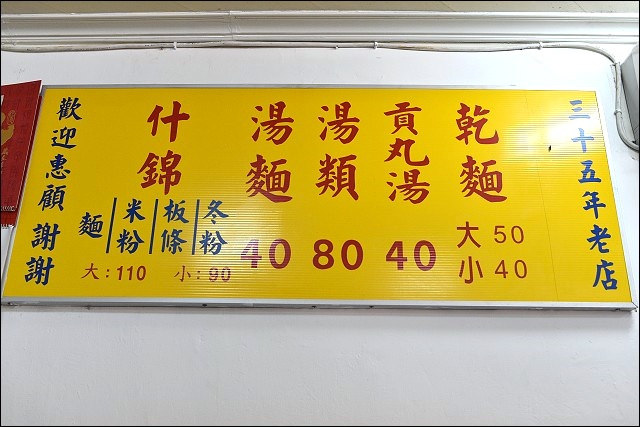 三十五年老店
乾麵
大 50
小 40
貢丸湯
40
湯類
80
湯麵
40
什錦
冬粉
板條
米粉
麵
大:110 小:90
歡迎惠顧 謝謝